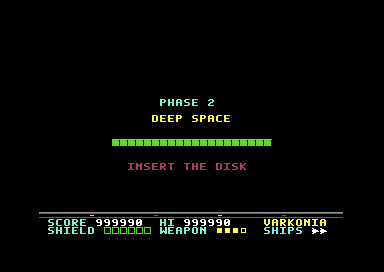 PHASE 2
DEEP SPACE
INSERT THE DISK
SCORE 999990 HI 999990 VARKONIA
SHIELD WEAPON SHIPS